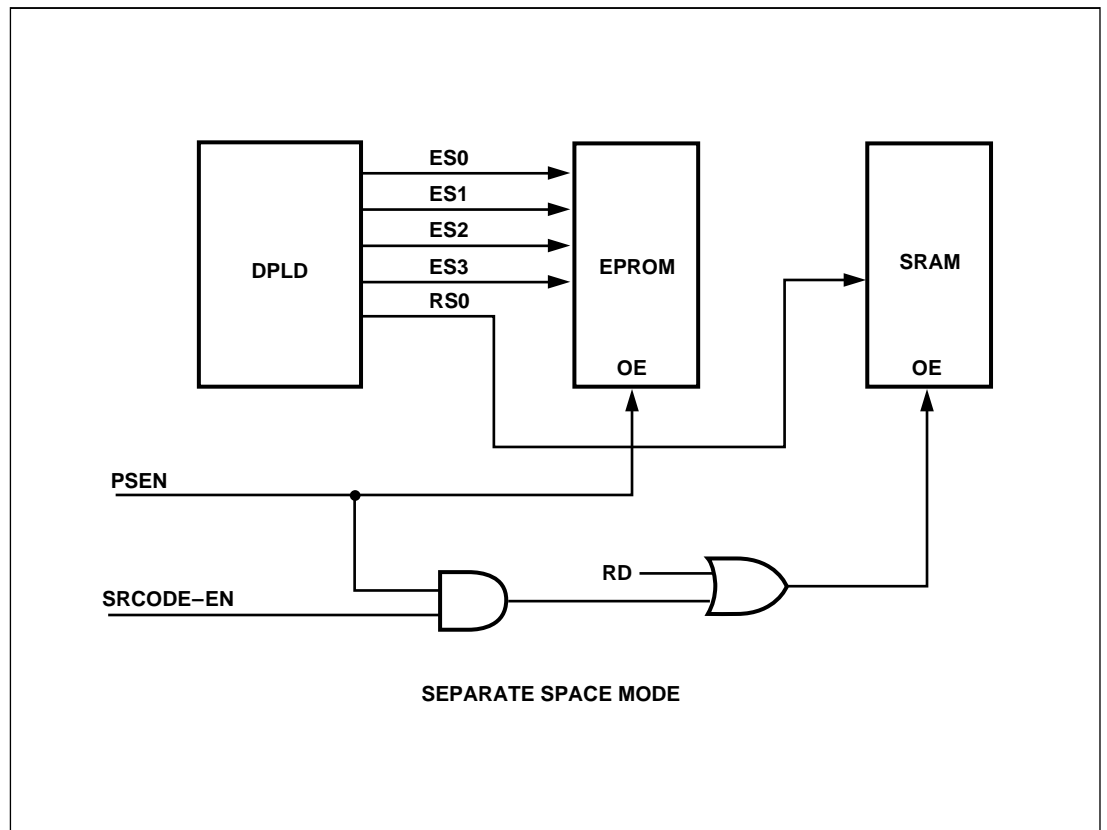 ES0
ES1
ES2
ES3
RS0
DPLD
EPROM
SRAM
OE
OE
PSEN
RD
SRCODE–EN
SEPARATE SPACE MODE